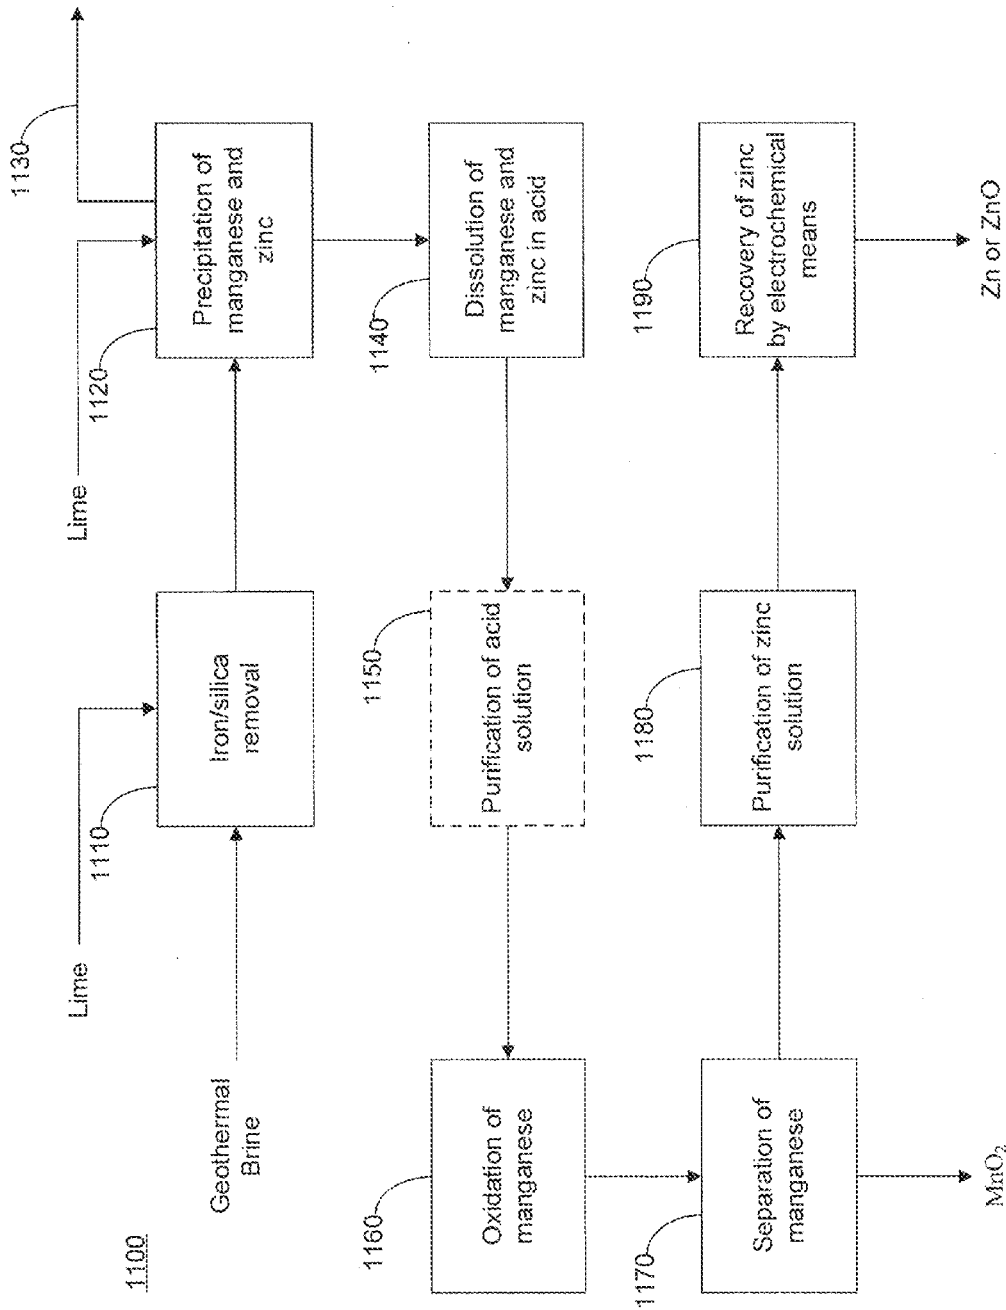 1100
Lime
Lime
1130
Geothermal
Brine
1110
Iron/silica
removal
1120
Precipitation of
manganese and
zinc
1160
Oxidation of
manganese
1150
Purification of acid
solution
1140
Dissolution of
manganese and
zinc in acid
1170
Separation of
manganese
1180
Purification of zinc
solution
1190
Recovery of zinc
by electrochemical
means
MnO₂
Zn or ZnO